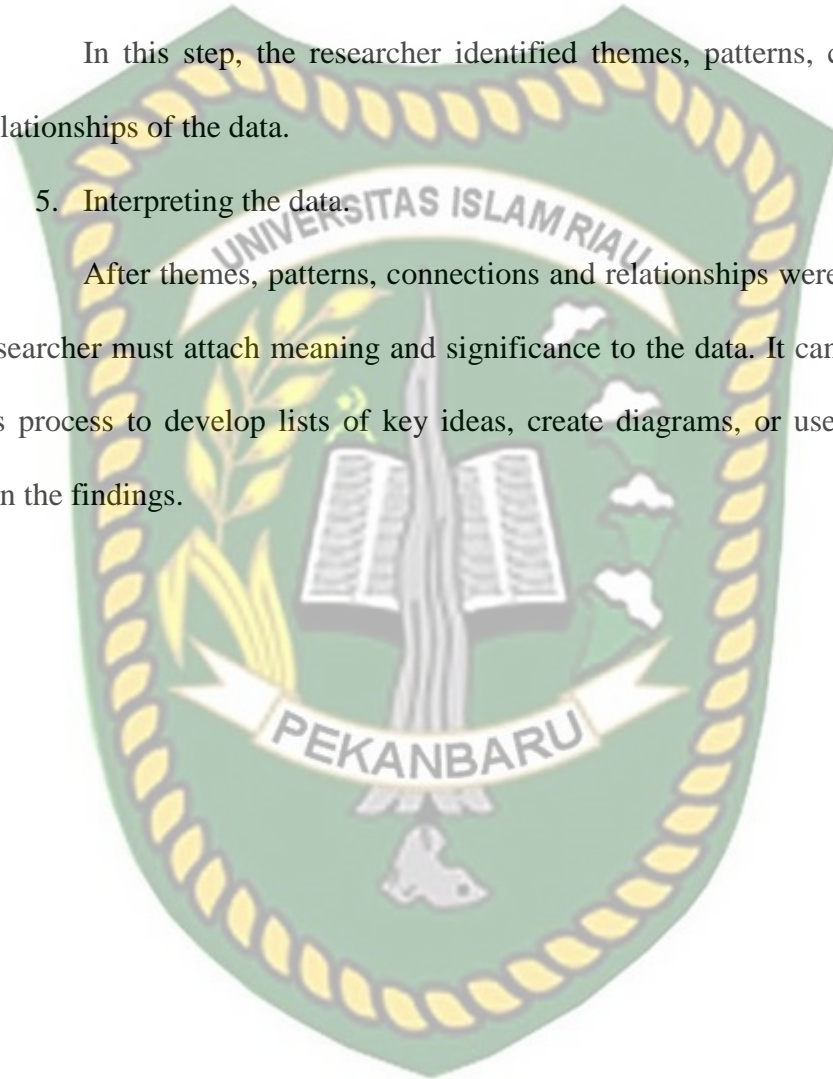 In this step, the researcher identified themes, patterns, c
lationships of the data.
5. Interpreting the data.
UNIVERSITAS ISLAM RIAU
After themes, patterns, connections and relationships were
searcher must attach meaning and significance to the data. It can
s process to develop lists of key ideas, create diagrams, or use
n the findings.
PEKANBARU